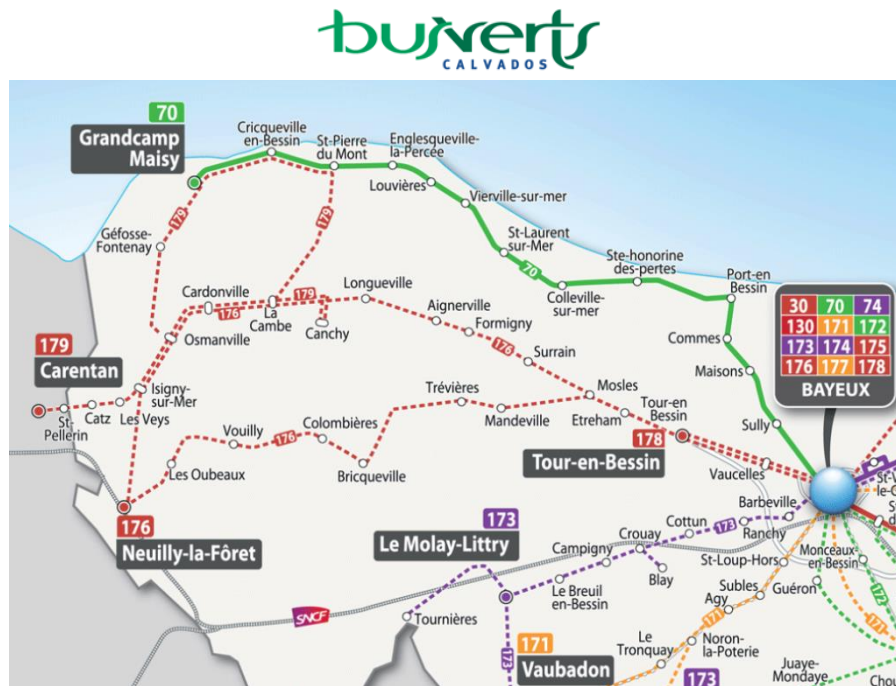 busverts
CALVADOS
70
Grandcamp
Maisy
Cricqueville
en-Bessin
St-Pierre
du Mont
Englesqueville-
la-Percée
Louvières
Vierville-sur-mer
179
179
Géfosse-
Fontenay
St-Laurent
sur-Mer
70
Ste-honorine
des-pertes
Colleville-
sur-mer
Port-en
Bessin
Cardonville
179
Longueville
176
La
Cambe
Canchy
Aignerville
Formigny
30
70
74
130
171
172
173
174
175
176
177
178
BAYEUX
Osmanville
176
Surrain
Commes
Maisons
179
Carentan
Isigny-
sur-Mer
St-
Pellerin
Catz
Les Veys
Trévières
Mosles
Mandeville
Etreham
Tour-en
Bessin
Sully
Vouilly
176
Colombières
Les Oubeaux
Bricqueville
178
Tour-en-Bessin
Vaucelles
176
Neuilly-la-Fôret
173
Le Molay-Littry
Barbeville
Cottun
173
Ranchy
Crouay
Campigny
Blay
Le Breuil
en-Bessin
St-Loup-Hors
Monceaux-
en-Bessin
Subles
Agy
Guéron
172
171
171
SNCF
Tournières
173
171
Vaubadon
Le
Tronquay
Noron-
la-Poterie
173
Juaye-
Mondaye